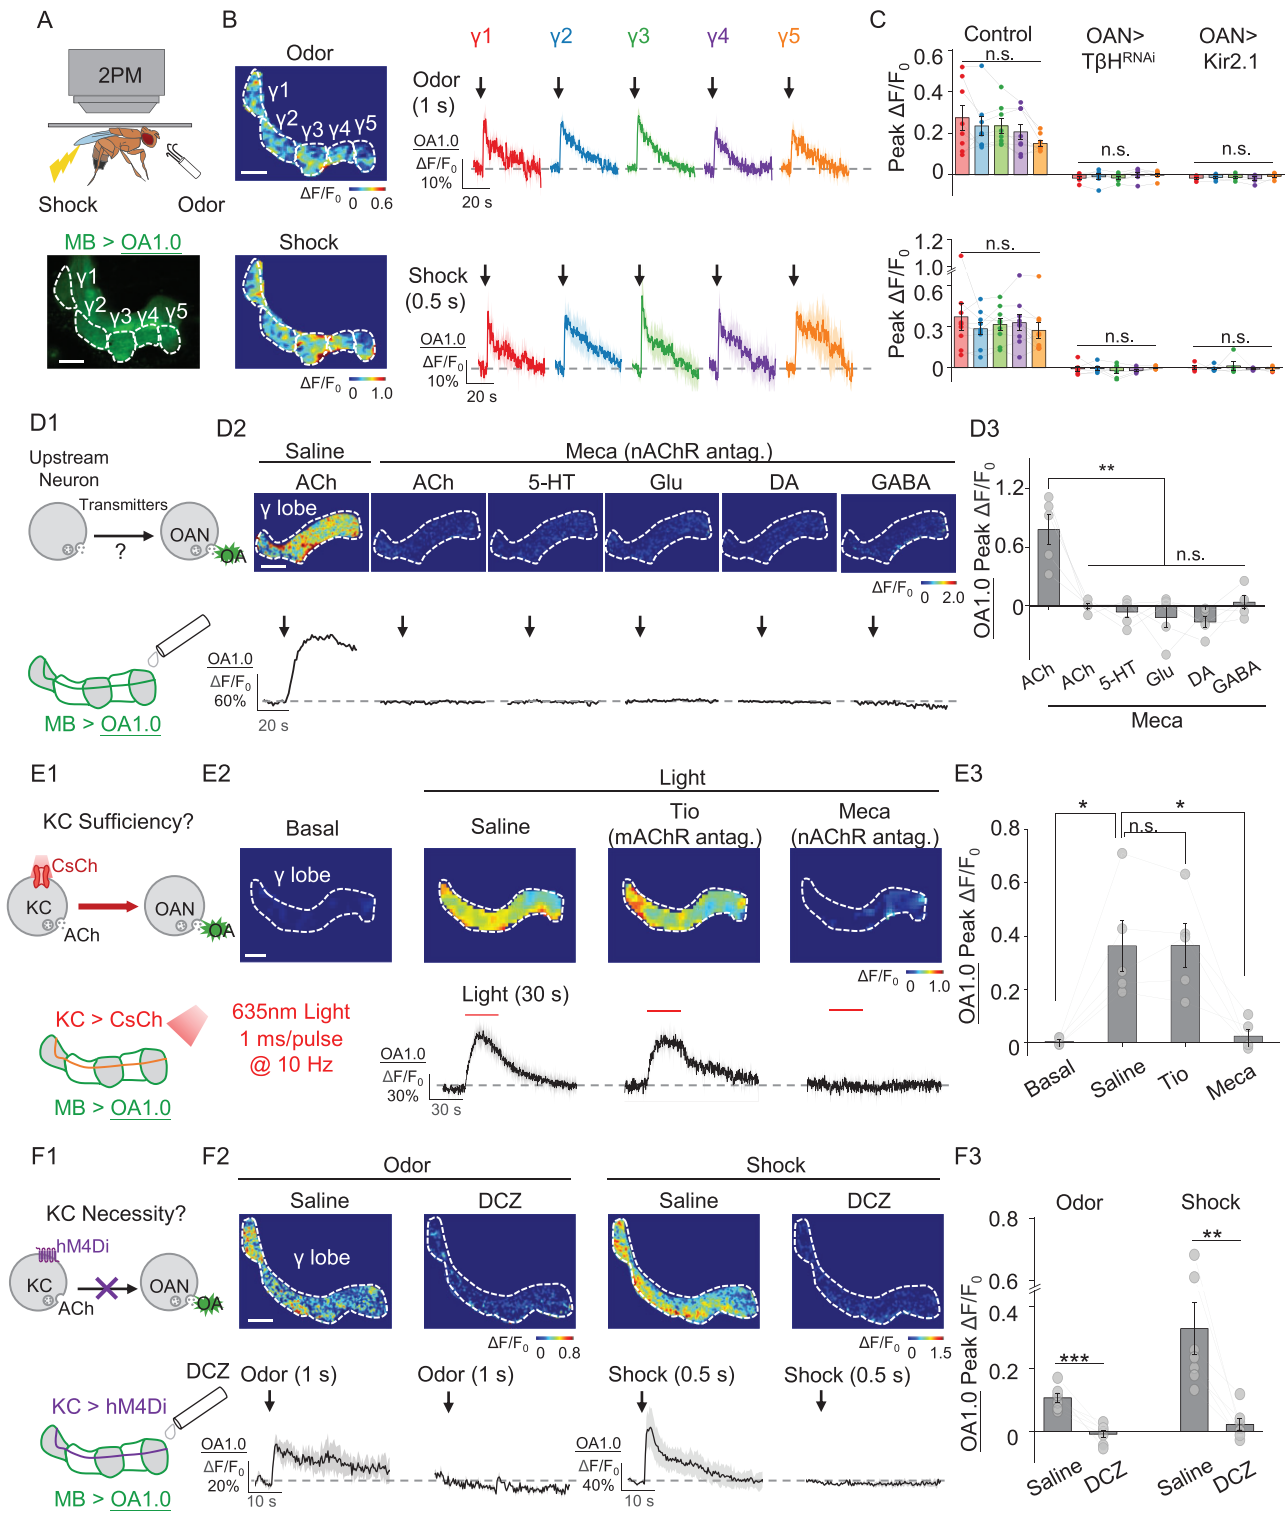 A
2PM
Shock
Odor
MB > OA1.0
γ1
γ2
γ3
γ4
γ5
B
Odor
γ1
γ2
γ3
γ4
γ5
ΔF/F0
0
0.6
Shock
ΔF/F0
0
1.0
γ1
γ2
γ3
γ4
γ5
Odor
(1 s)
OA1.0
ΔF/F0
10%
20 s
Shock
(0.5 s)
OA1.0
ΔF/F0
10%
20 s
C
Control
OAN>
TβHRNAi
OAN>
Kir2.1
Peak ΔF/F0
0.6
0.4
0.2
0
n.s.
n.s.
n.s.
Peak ΔF/F0
1.2
1.0
0.6
0.3
0
n.s.
n.s.
n.s.
D1
Upstream
Neuron
Transmitters
?
OAN
OA
MB > OA1.0
D2
Saline
Meca (nAChR antag.)
ACh
ACh
5-HT
Glu
DA
GABA
γ lobe
ΔF/F0
0
2.0
OA1.0
ΔF/F0
60%
20 s
D3
OA1.0 Peak ΔF/F0
1.2
0.6
0
**
n.s.
ACh
ACh
5-HT
Glu
DA
GABA
Meca
E1
KC Sufficiency?
CsCh
KC
ACh
OAN
OA
KC > CsCh
MB > OA1.0
635nm Light
1 ms/pulse
@ 10 Hz
E2
Light
Basal
Saline
Tio
(mAChR antag.)
Meca
(nAChR antag.)
γ lobe
ΔF/F0
0
1.0
Light (30 s)
OA1.0
ΔF/F0
30%
30 s
E3
OA1.0 Peak ΔF/F0
0.8
0.6
0.4
0.2
0
*
*
n.s.
Basal
Saline
Tio
Meca
F1
KC Necessity?
hM4Di
KC
ACh
OAN
OA
DCZ
KC > hM4Di
MB > OA1.0
F2
Odor
Shock
Saline
DCZ
Saline
DCZ
γ lobe
ΔF/F0
0
0.8
ΔF/F0
0
1.5
Odor (1 s)
Odor (1 s)
Shock (0.5 s)
Shock (0.5 s)
OA1.0
ΔF/F0
20%
10 s
OA1.0
ΔF/F0
40%
10 s
F3
Odor
Shock
OA1.0 Peak ΔF/F0
0.8
0.6
0.4
0.2
0
***
**
Saline
DCZ
Saline
DCZ